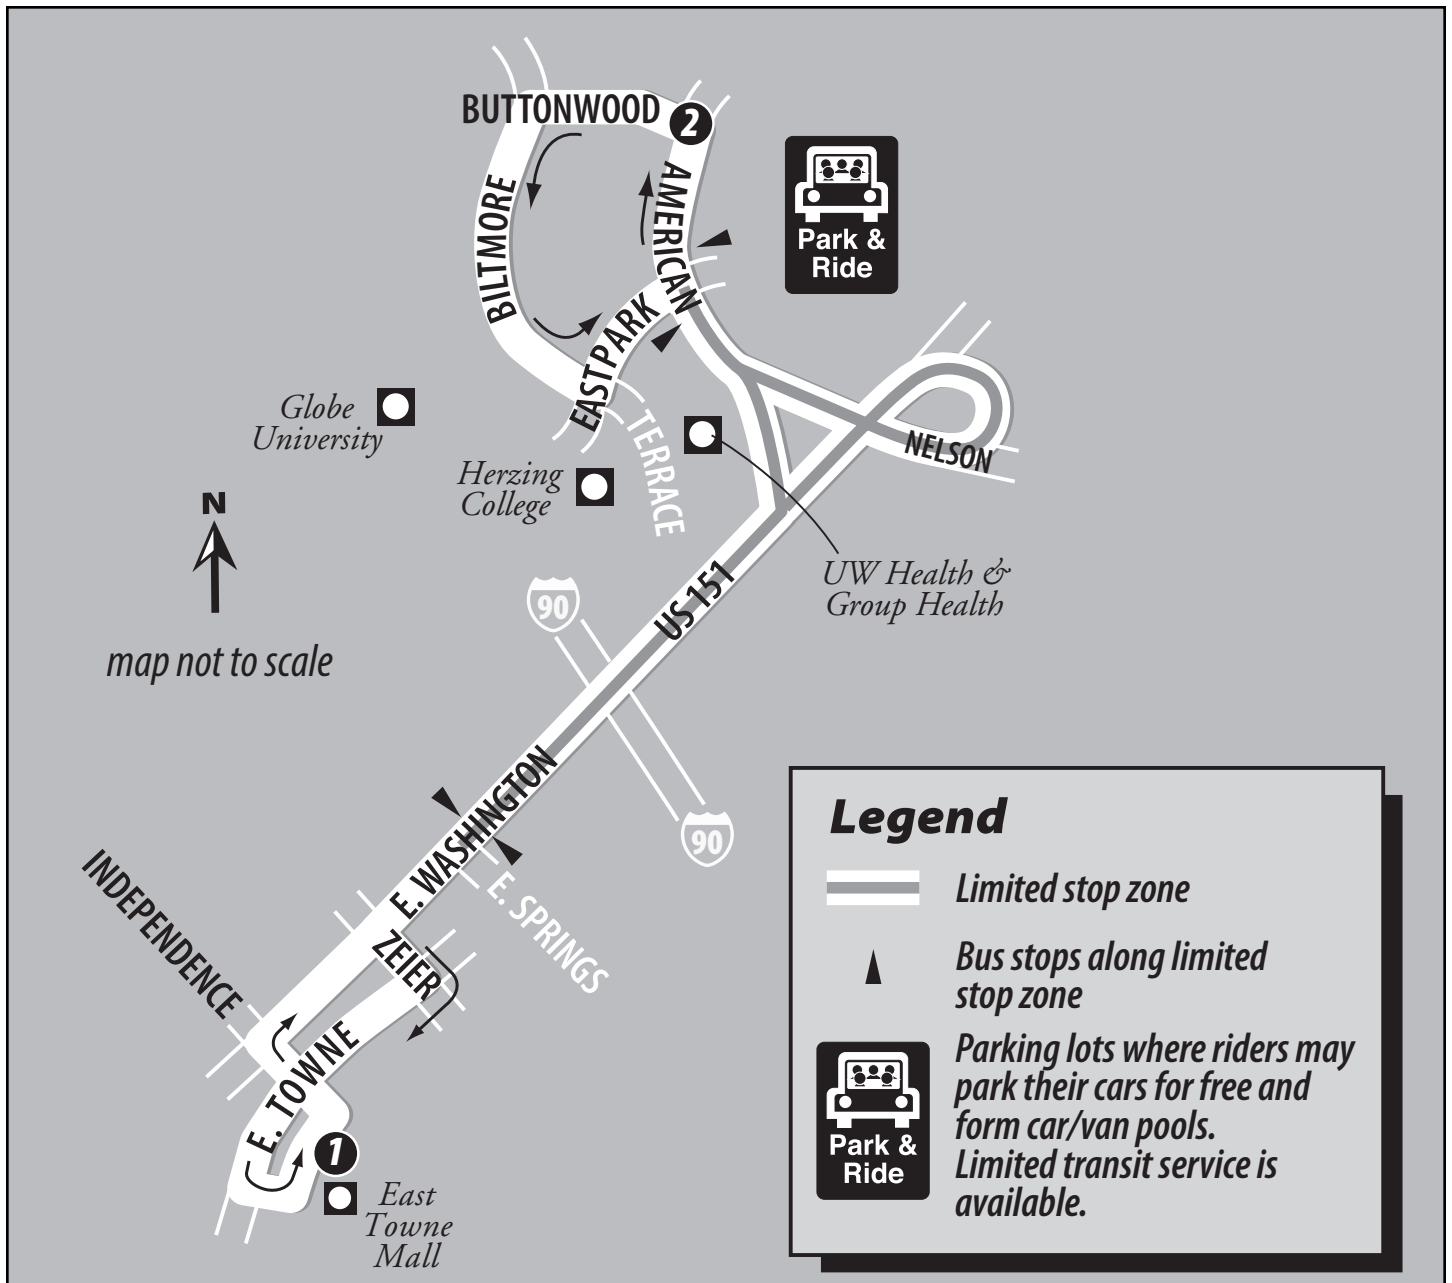 BUTTONWOOD
2
BILTMORE
AMERICAN
Park &
Ride
EASTPARK
Globe
University
TERRACE
NELSON
Herzing
College
N
map not to scale
UW Health &
Group Health
US 151
90
90
E. WASHINGTON
E. SPRINGS
INDEPENDENCE
ZEIER
E. TOWNE
1
East
Towne
Mall
Legend
Limited stop zone
Bus stops along limited
stop zone
Park &
Ride
Parking lots where riders may
park their cars for free and
form car/van pools.
Limited transit service is
available.